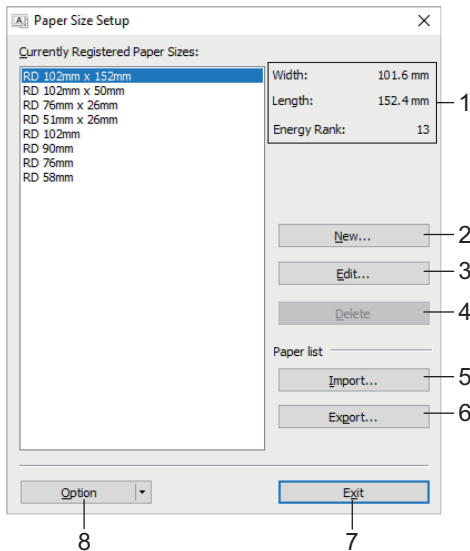 Paper Size Setup
Currently Registered Paper Sizes:
RD 102mm x 152mm
RD 102mm x 50mm
RD 76mm x 26mm
RD 51mm x 26mm
RD 102mm
RD 90mm
RD 76mm
RD 58mm
Width: 101.6 mm
Length: 152.4 mm
Energy Rank: 13
1
New... 2
Edit... 3
Delete 4
Paper list
Import... 5
Export... 6
Option Exit
8 7